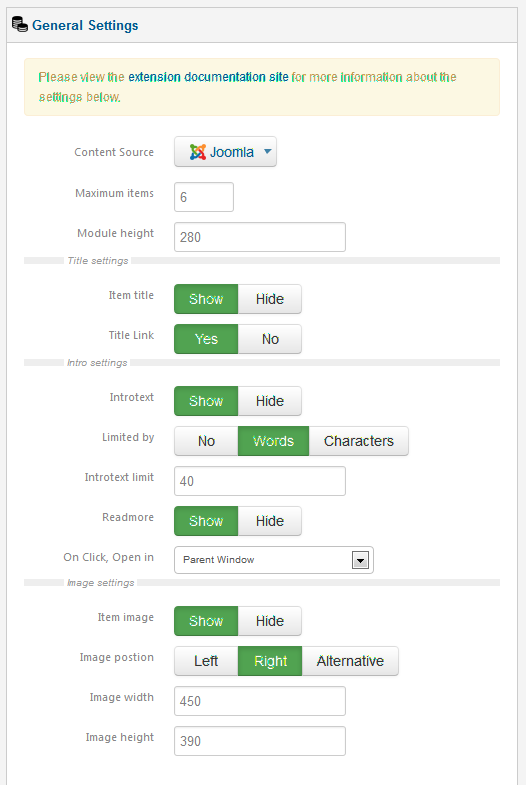 General Settings
Please view the extension documentation site for more information about the
settings below.
Content Source Joomla
Maximum items 6
Module height 280
Title settings
Item title Show Hide
Title Link Yes No
Intro settings
Introtext Show Hide
Limited by No Words Characters
Introtext limit 40
Readmore Show Hide
On Click, Open in Parent Window
Image settings
Item image Show Hide
Image postion Left Right Alternative
Image width 450
Image height 390